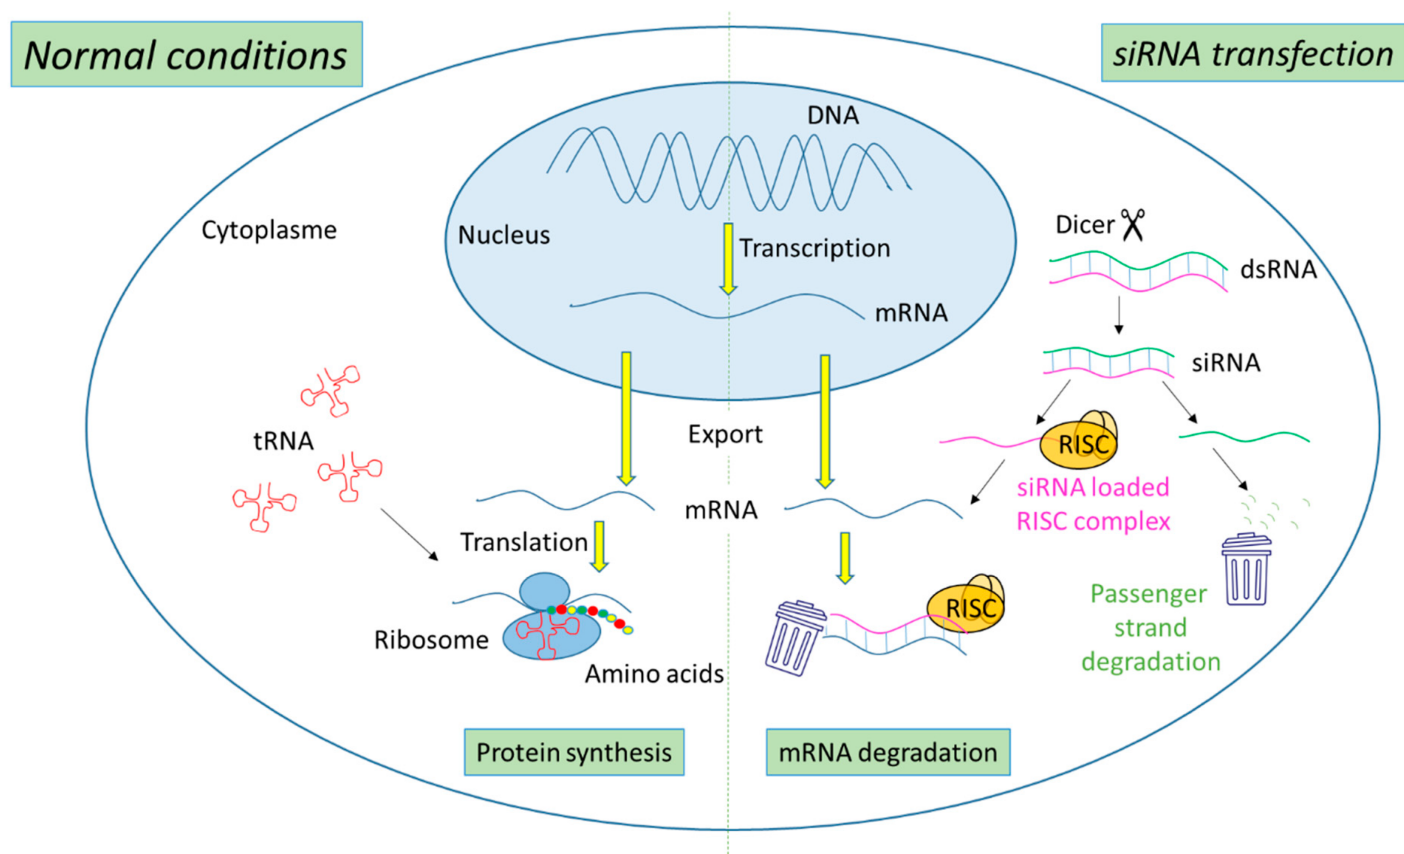 Normal conditions
siRNA transfection
DNA
Cytoplasme
Nucleus
Transcription
mRNA
Dicer
dsRNA
siRNA
tRNA
Export
RISC
siRNA loaded
RISC complex
mRNA
Translation
Ribosome
Amino acids
RISC
Passenger
strand
degradation
Protein synthesis
mRNA degradation